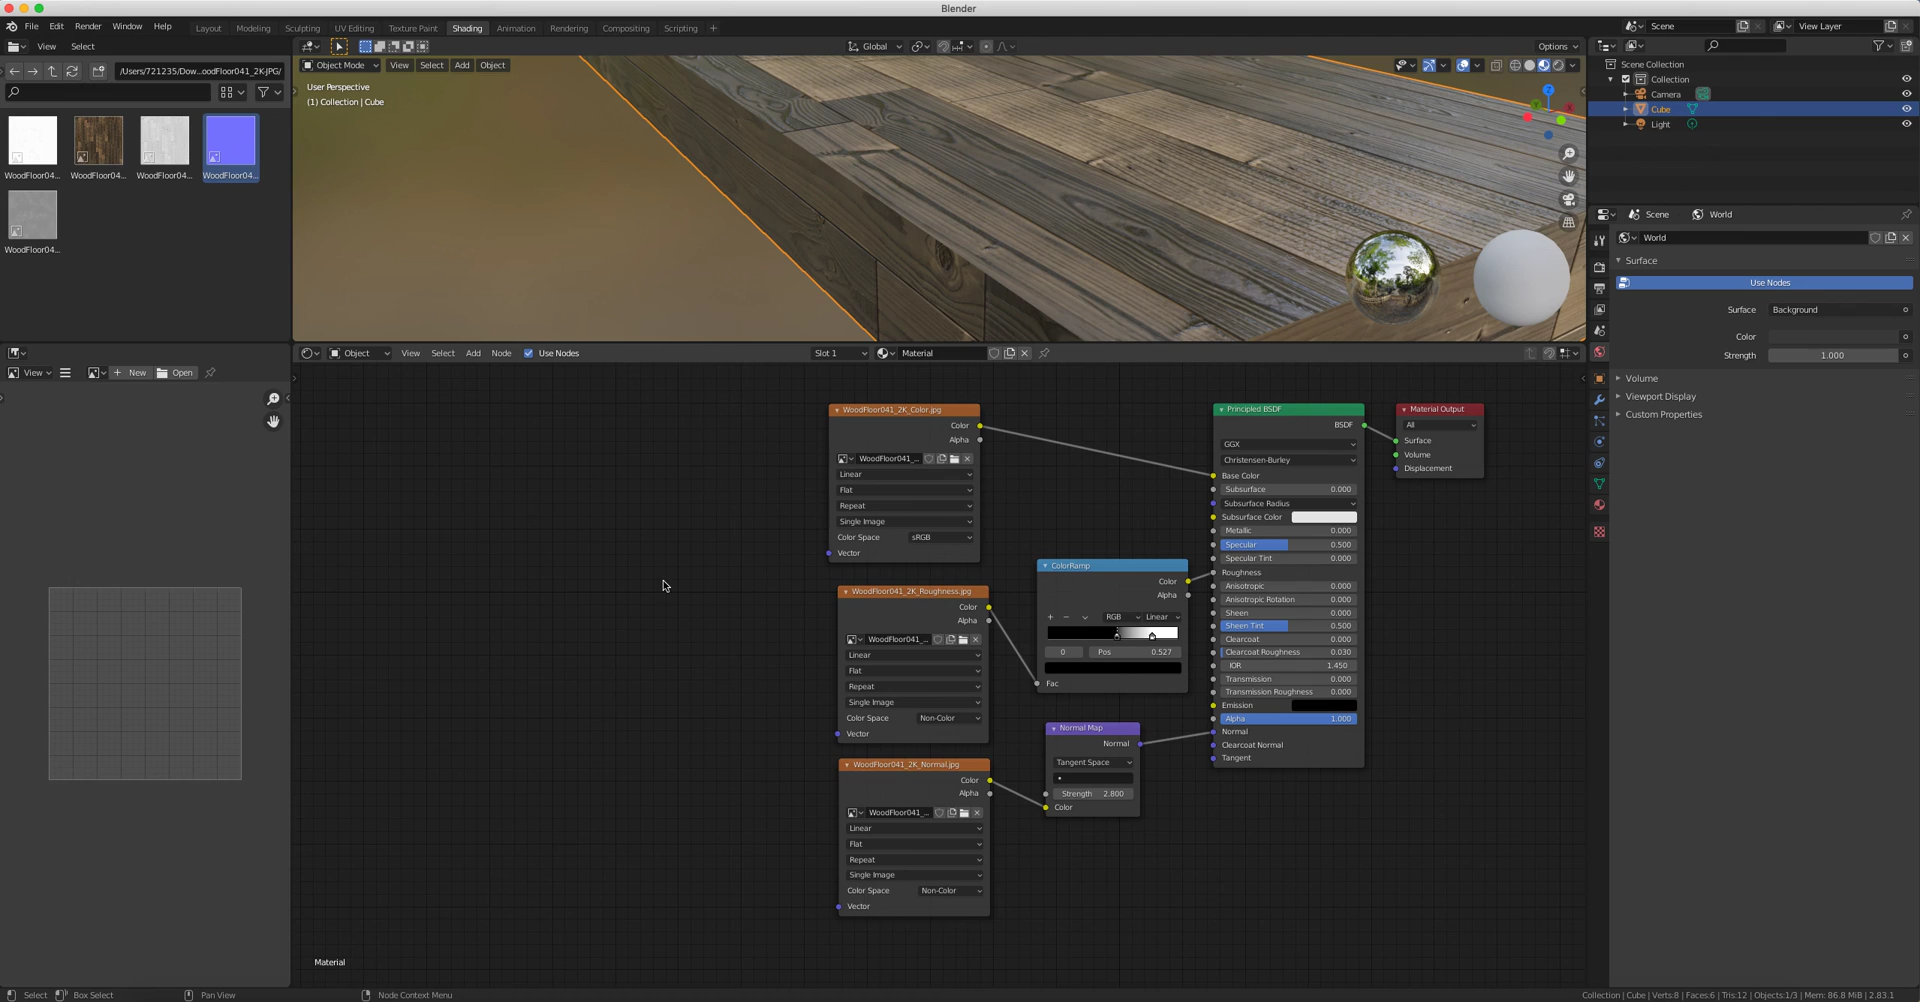 Blender
File Edit Render Window Help Layout Modeling Sculpting UV Editing Texture Paint Shading Animation Rendering Compositing Scripting + Scene View Layer
View Select Global Options
/Users/721235/Dow...oodFloor041_2K-JPG/
Object Mode View Select Add Object
User Perspective
(1) Collection | Cube
WoodFloor04... WoodFloor04... WoodFloor04... WoodFloor04...
WoodFloor04...
Scene Collection
Collection
Camera
Cube
Light
Scene World
World
Surface
Use Nodes
Surface Background
Color
Strength 1.000
Volume
Viewport Display
Custom Properties
Object View Select Add Node Use Nodes Slot 1 Material
View New Open
WoodFloor041_2K_Color.jpg
Color
Alpha
WoodFloor041_...
Linear
Flat
Repeat
Single Image
Color Space sRGB
Vector
WoodFloor041_2K_Roughness.jpg
Color
Alpha
WoodFloor041_...
Linear
Flat
Repeat
Single Image
Color Space Non-Color
Vector
WoodFloor041_2K_Normal.jpg
Color
Alpha
WoodFloor041_...
Linear
Flat
Repeat
Single Image
Color Space Non-Color
Vector
ColorRamp
Color
Alpha
+ − RGB Linear
0 Pos 0.527
Fac
Normal Map
Normal
Tangent Space
Strength 2.800
Color
Principled BSDF
BSDF
GGX
Christensen-Burley
Base Color
Subsurface 0.000
Subsurface Radius
Subsurface Color
Metallic 0.000
Specular 0.500
Specular Tint 0.000
Roughness
Anisotropic 0.000
Anisotropic Rotation 0.000
Sheen 0.000
Sheen Tint 0.500
Clearcoat 0.000
Clearcoat Roughness 0.030
IOR 1.450
Transmission 0.000
Transmission Roughness 0.000
Emission
Alpha 1.000
Normal
Clearcoat Normal
Tangent
Material Output
All
Surface
Volume
Displacement
Material
Select Box Select Pan View Node Context Menu Collection | Cube | Verts:8 | Faces:6 | Tris:12 | Objects:1/3 | Mem: 86.8 MiB | 2.83.1